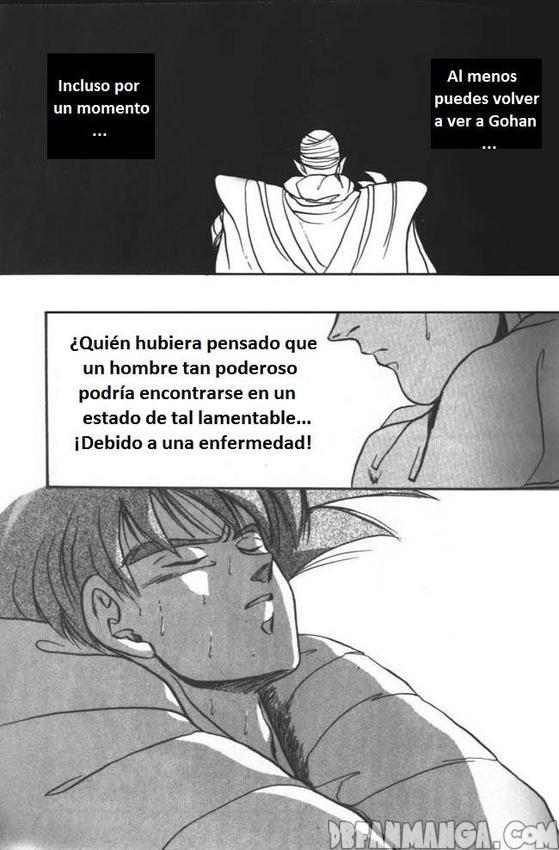 Al menos
puedes volver
a ver a Gohan
...
Incluso por
un momento
...
¿Quién hubiera pensado que
un hombre tan poderoso
podría encontrarse en un
estado de tal lamentable...
¡Debido a una enfermedad!
DBFANMANGA.COM